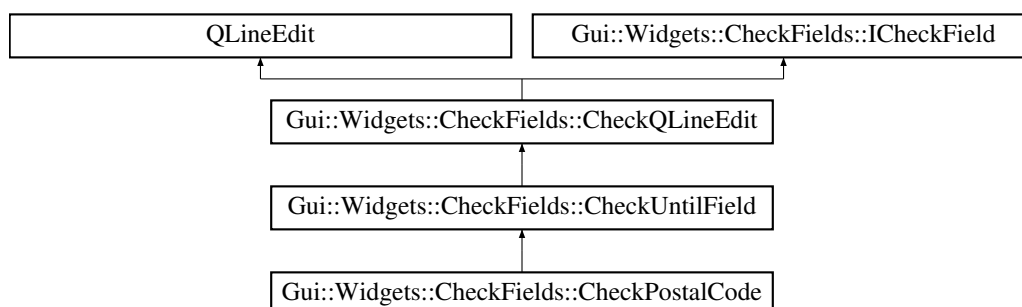 QLineEdit
Gui::Widgets::CheckFields::ICheckField
Gui::Widgets::CheckFields::CheckQLineEdit
Gui::Widgets::CheckFields::CheckUntilField
Gui::Widgets::CheckFields::CheckPostalCode